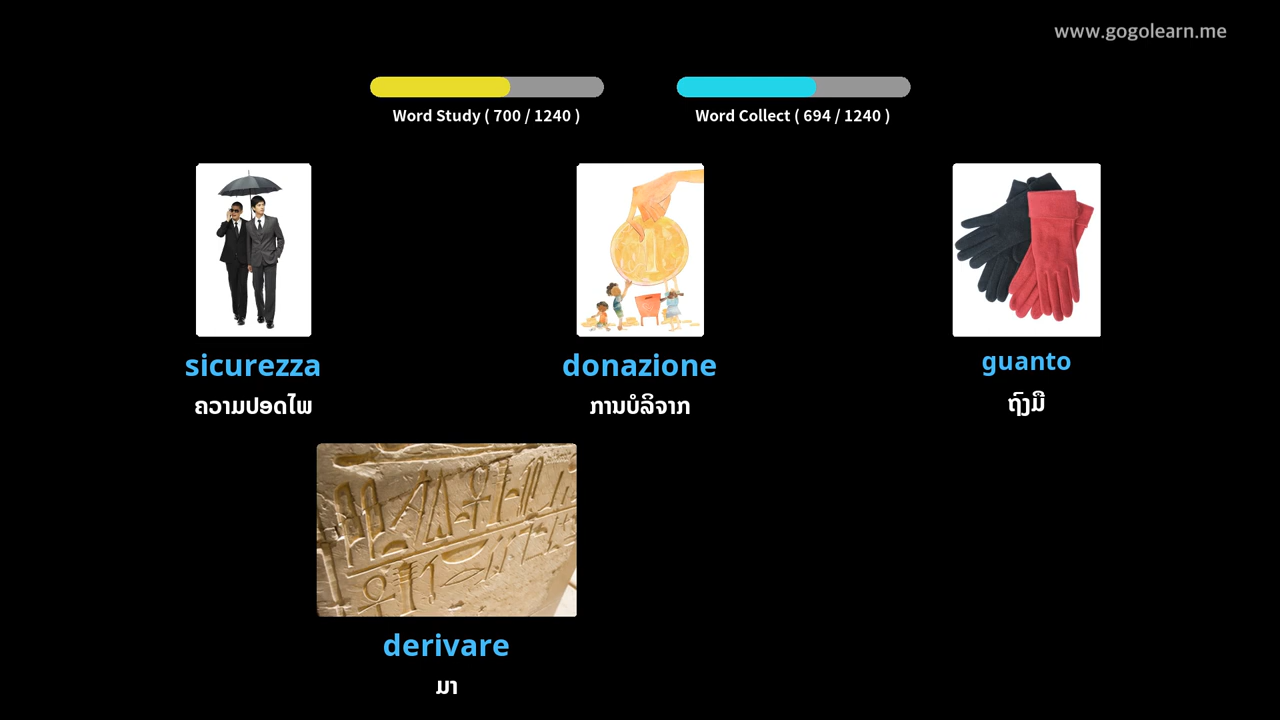 www.gogolearn.me
Word Study ( 700 / 1240 )
Word Collect ( 694 / 1240 )
sicurezza
ຄວາມປອດໄພ
donazione
ການບໍລິຈາກ
guanto
ຖົງມື
derivare
ມາ